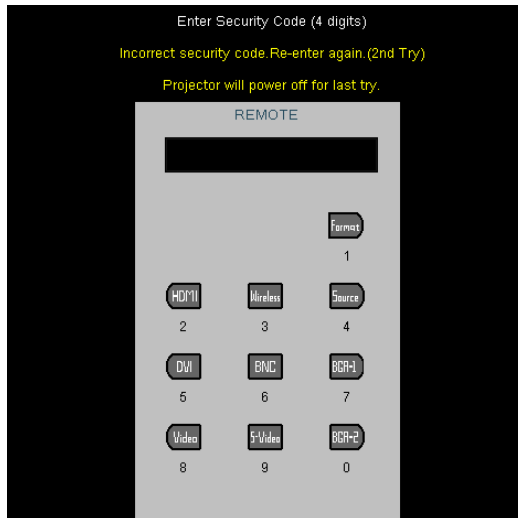 Enter Security Code (4 digits)
Incorrect security code.Re-enter again.(2nd Try)
Projector will power off for last try.
REMOTE
Format
1
HDMI Wireless Source
2 3 4
DVI BNC BGA-1
5 6 7
Video S-Video BGA-2
8 9 0